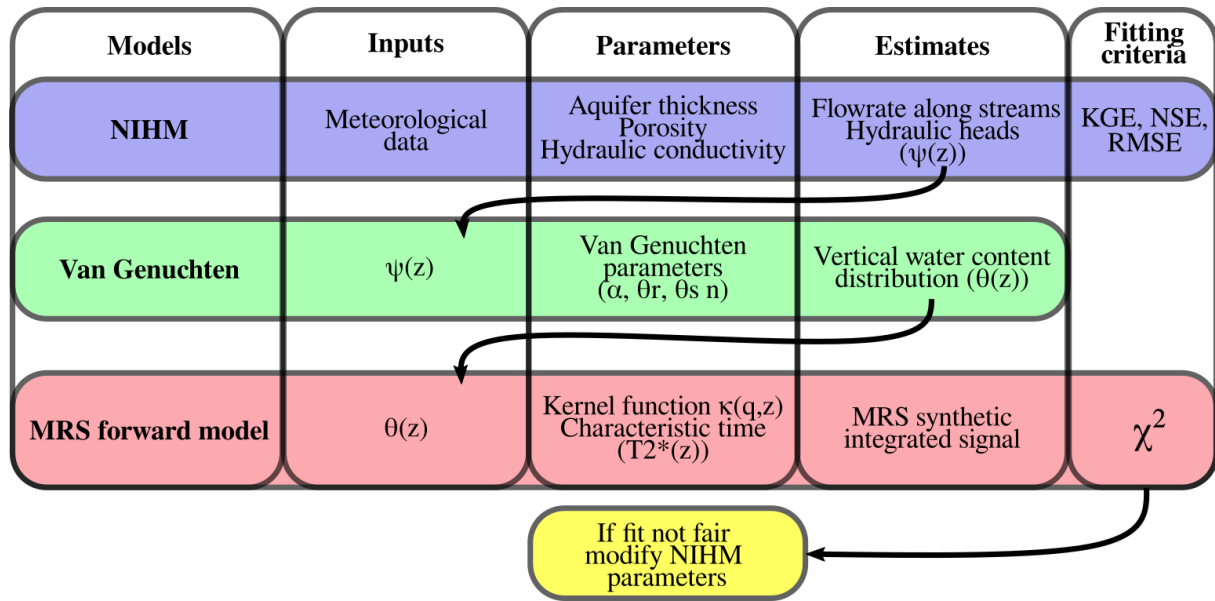 Models
Inputs
Parameters
Estimates
Fitting
criteria
NIHM
Meteorological
data
Aquifer thickness
Porosity
Hydraulic conductivity
Flowrate along streams
Hydraulic heads
(ψ(z))
KGE, NSE,
RMSE
Van Genuchten
ψ(z)
Van Genuchten
parameters
(α, θr, θs n)
Vertical water content
distribution (θ(z))
MRS forward model
θ(z)
Kernel function κ(q,z)
Characteristic time
(T2*(z))
MRS synthetic
integrated signal
χ²
If fit not fair
modify NIHM
parameters